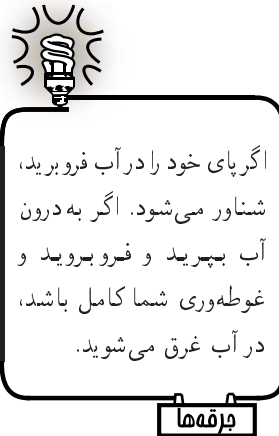 اگر پای خود را در آب فرو برید،
شناور می‌شود. اگر به درون
آب بپرید و فرو بروید و
غوطه‌وری شما کامل باشد،
در آب غرق می‌شوید.
جرقه‌ها